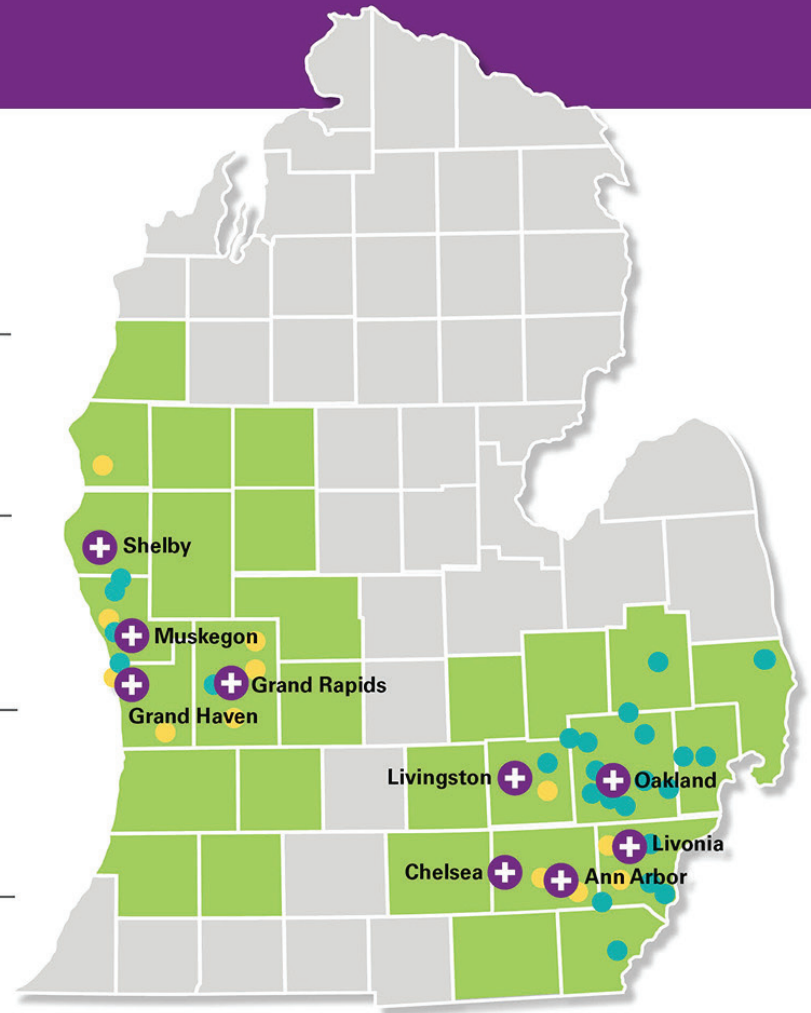 Shelby
Muskegon
Grand Rapids
Grand Haven
Livingston
Oakland
Livonia
Chelsea
Ann Arbor